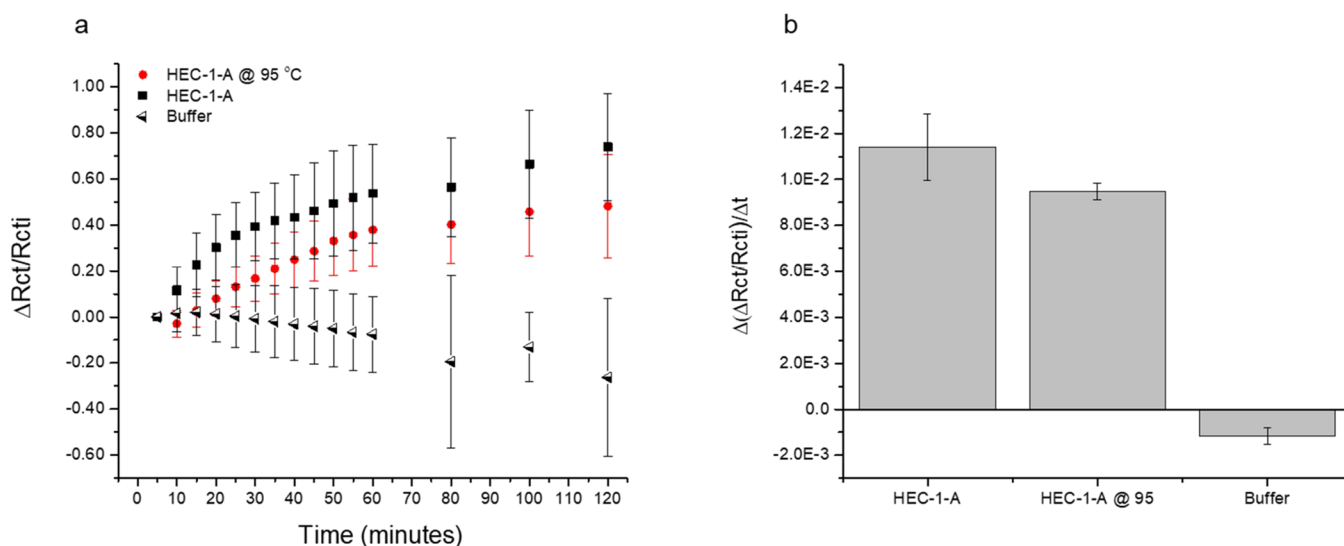 a
HEC-1-A @ 95 °C
HEC-1-A
Buffer
ΔRct/Rcti
1.00
0.80
0.60
0.40
0.20
0.00
-0.20
-0.40
-0.60
0 10 20 30 40 50 60 70 80 90 100 110 120
Time (minutes)
b
Δ(ΔRct/Rcti)/Δt
1.4E-2
1.2E-2
1.0E-2
8.0E-3
6.0E-3
4.0E-3
2.0E-3
0.0
-2.0E-3
HEC-1-A HEC-1-A @ 95 Buffer